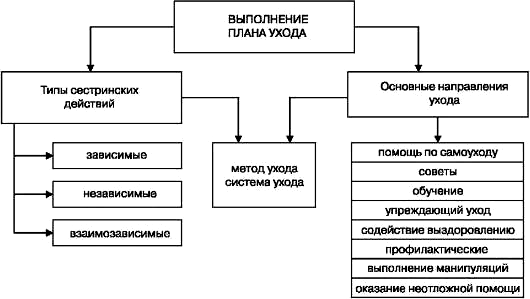 ВЫПОЛНЕНИЕ
ПЛАНА УХОДА
Типы сестринских
действий
Основные направления
ухода
зависимые
независимые
взаимозависимые
метод ухода
система ухода
помощь по самоуходу
советы
обучение
упреждающий уход
содействие выздоровлению
профилактические
выполнение манипуляций
оказание неотложной помощи